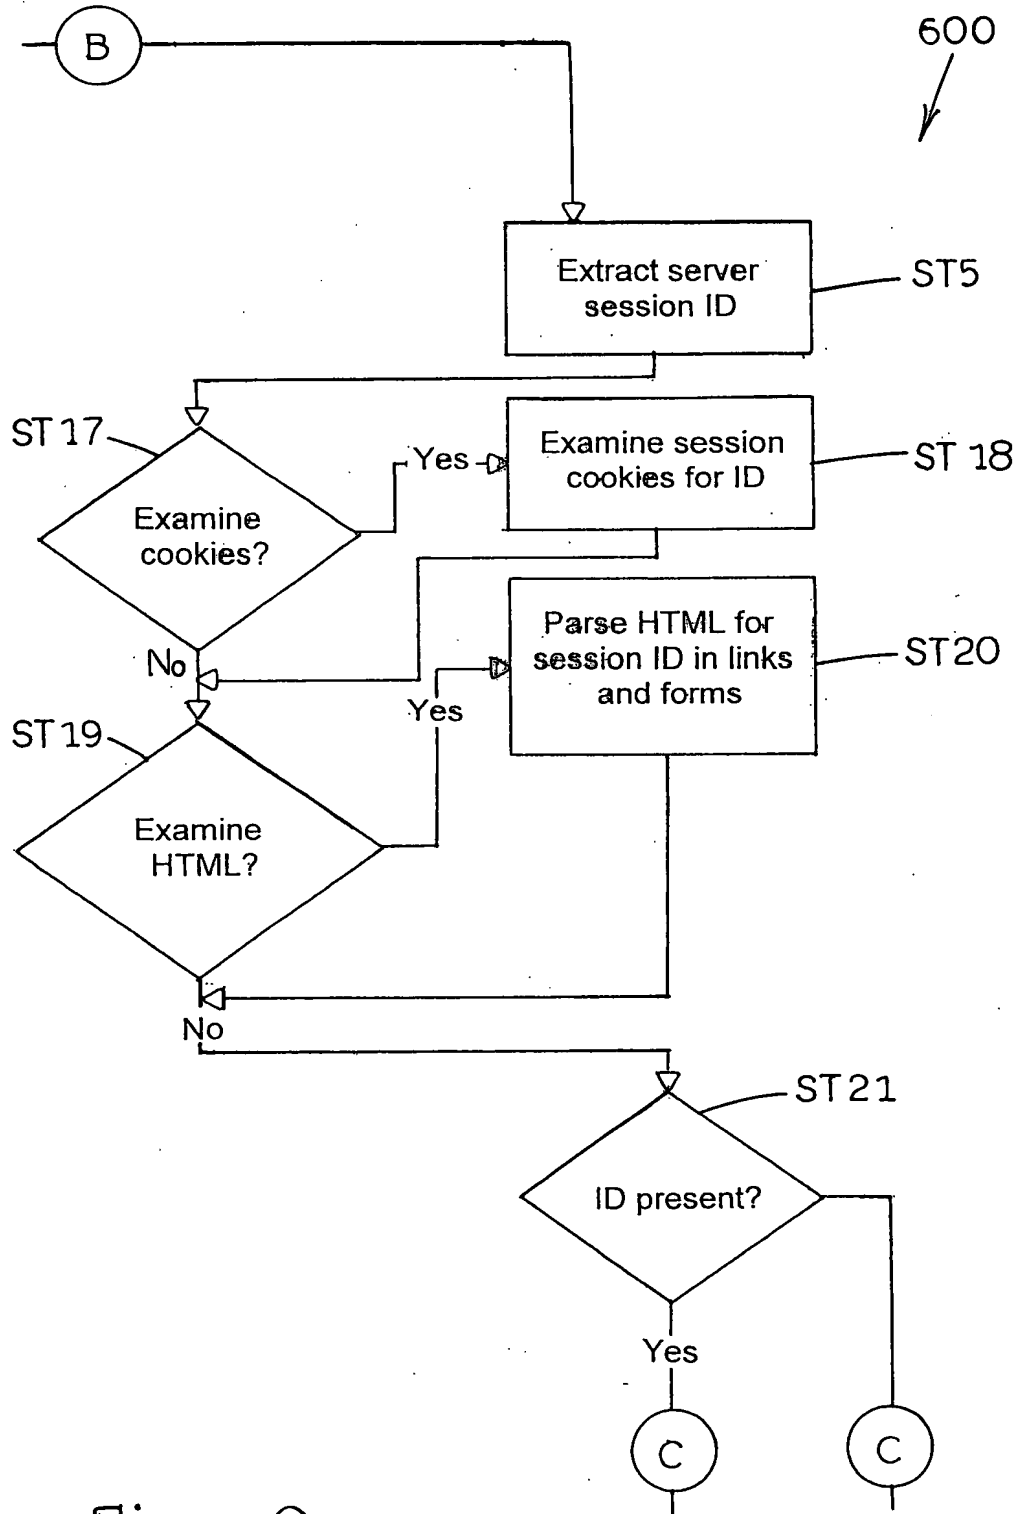 B
600
Extract server
session ID
ST5
ST 17
Examine
cookies?
Yes
Examine session
cookies for ID
ST 18
No
ST 19
Examine
HTML?
Yes
Parse HTML for
session ID in links
and forms
ST20
No
ST21
ID present?
Yes
C
C